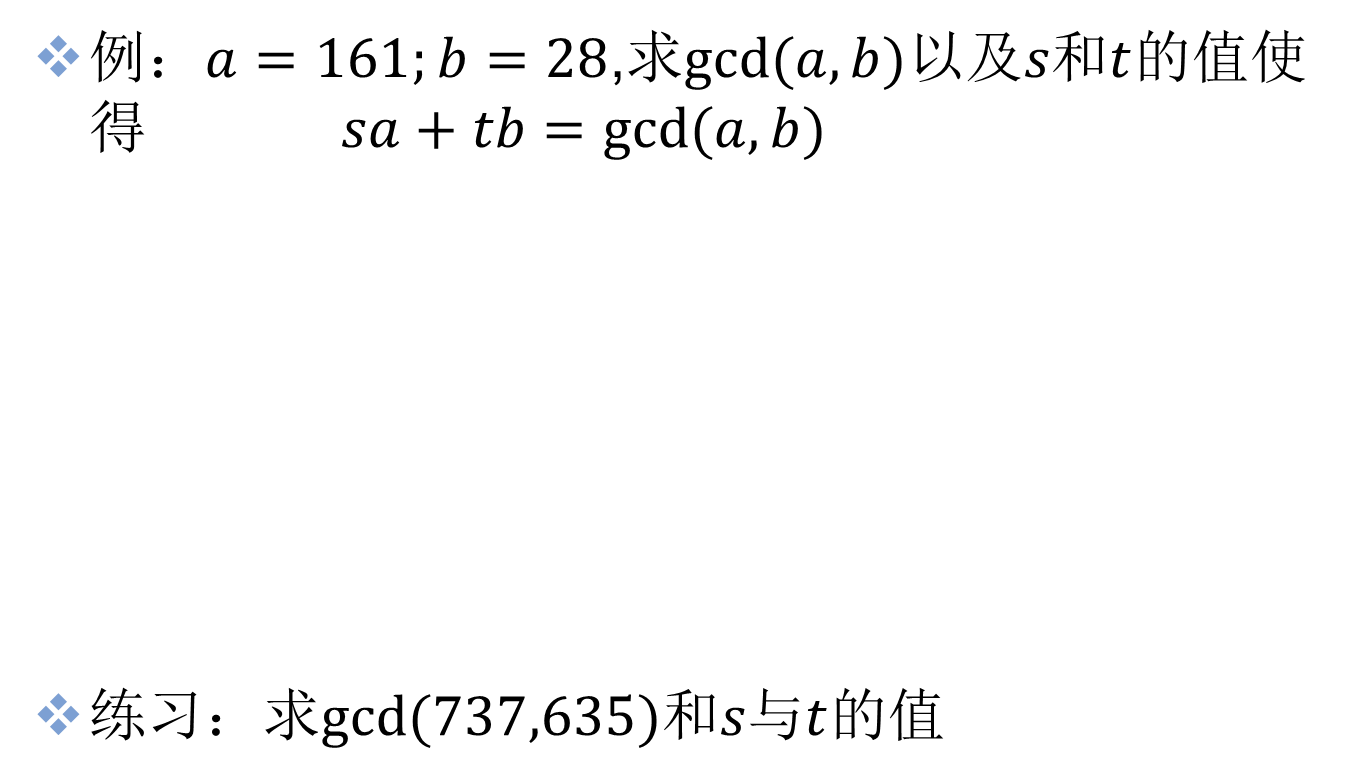 例：a = 161; b = 28,求gcd(a, b)以及s和t的值使
得 sa + tb = gcd(a, b)
练习：求gcd(737,635)和s与t的值